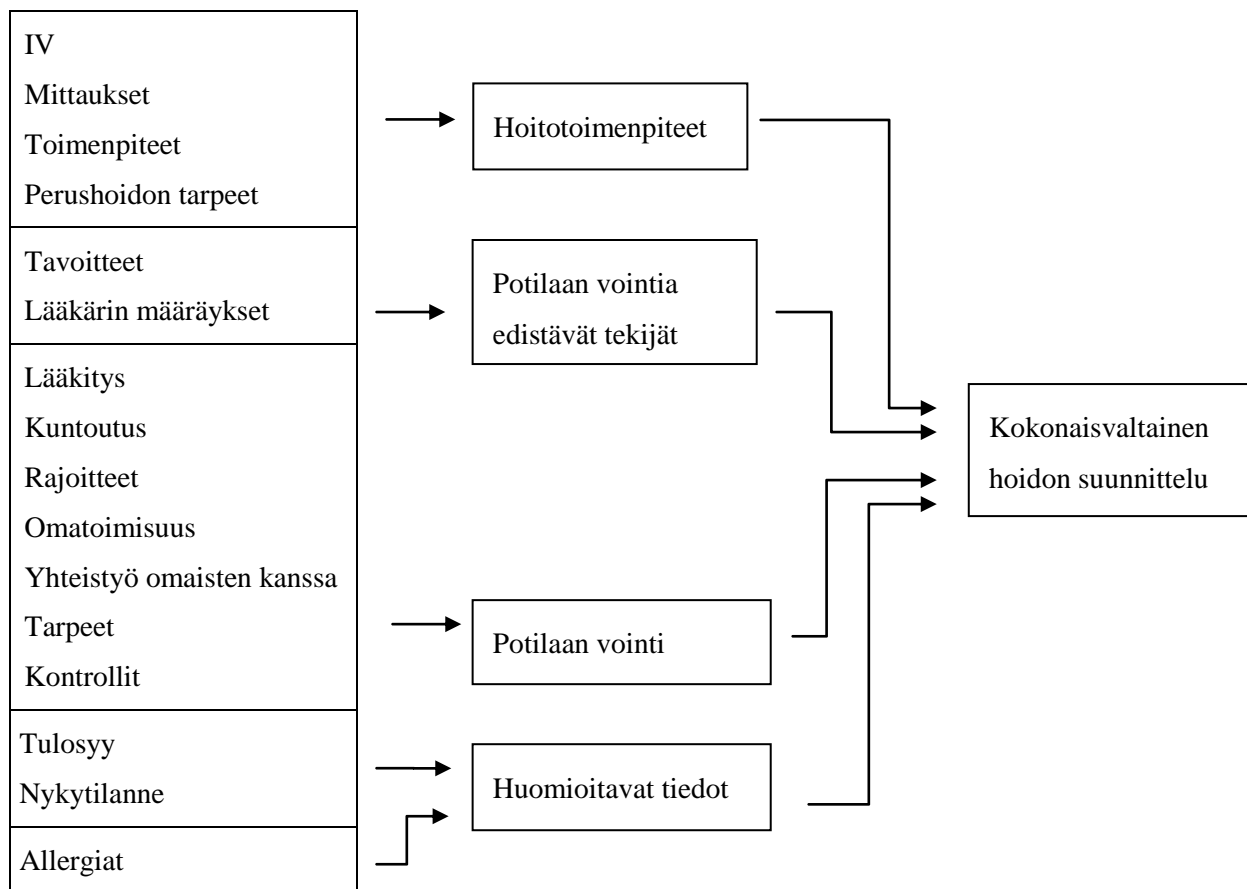 IV
Mittaukset
Toimenpiteet
Perushoidon tarpeet
Tavoitteet
Lääkärin määräykset
Lääkitys
Kuntoutus
Rajoitteet
Omatoimisuus
Yhteistyö omaisten kanssa
Tarpeet
Kontrollit
Tulosyy
Nykytilanne
Allergiat
Hoitotoimenpiteet
Potilaan vointia
edistävät tekijät
Potilaan vointi
Huomioitavat tiedot
Kokonaisvaltainen
hoidon suunnittelu